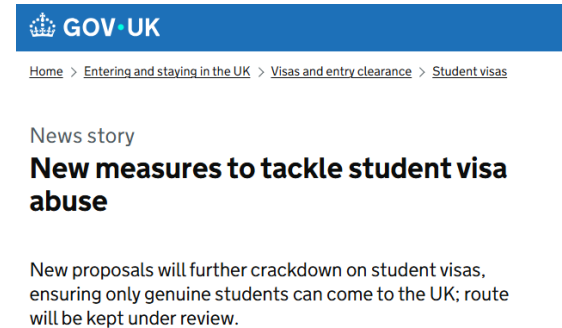 GOV·UK
Home > Entering and staying in the UK > Visas and entry clearance > Student visas
News story
New measures to tackle student visa
abuse
New proposals will further crackdown on student visas,
ensuring only genuine students can come to the UK; route
will be kept under review.